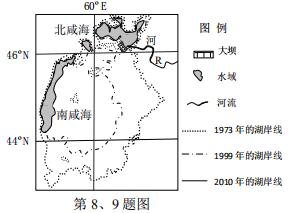 60°E
北咸海
河
R
46°N
南咸海
44°N
图 例
大坝
水域
河流
1973 年的湖岸线
1999 年的湖岸线
2010 年的湖岸线
第 8、9 题图